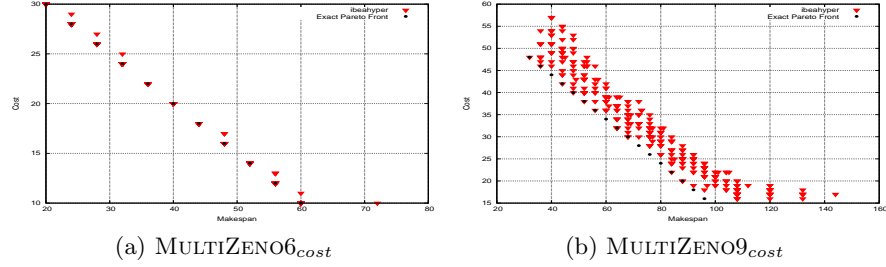 ibeahyper
Exact Pareto Front
30
25
20
15
10
Cost
20 30 40 50 60 70 80
Makespan
(a) MULTIZENO6cost
ibeahyper
Exact Pareto Front
60
55
50
45
40
35
30
25
20
15
Cost
40 60 80 100 120 140 160
Makespan
(b) MULTIZENO9cost